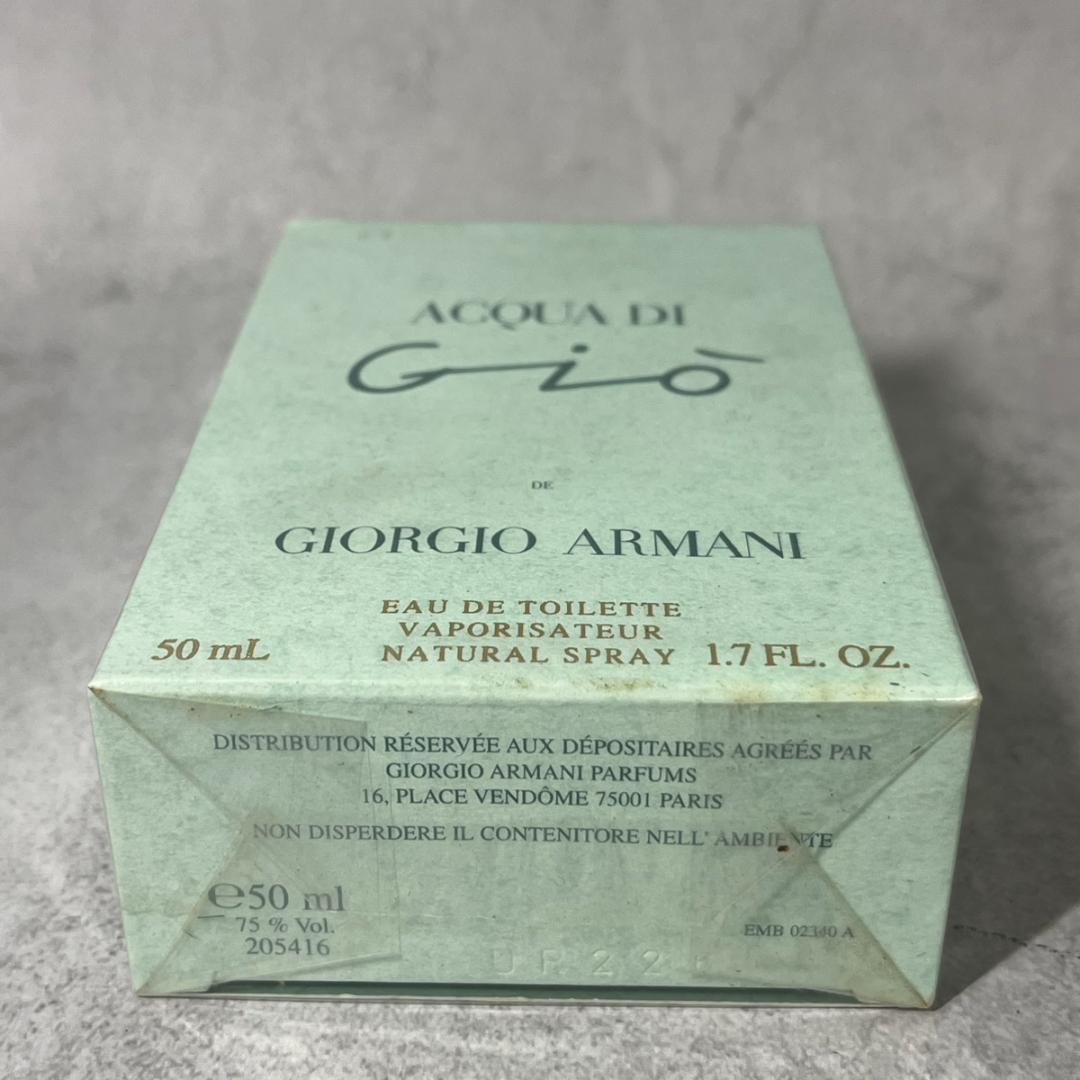 ACQUA DI
Giò
DE
GIORGIO ARMANI
EAU DE TOILETTE
VAPORISATEUR
50 mL NATURAL SPRAY 1.7 FL. OZ.
DISTRIBUTION RÉSERVÉE AUX DÉPOSITAIRES AGRÉÉS PAR
GIORGIO ARMANI PARFUMS
16, PLACE VENDÔME 75001 PARIS
NON DISPERDERE IL CONTENITORE NELL' AMBIENTE
℮50 ml
75 % Vol.
205416
EMB 02340 A